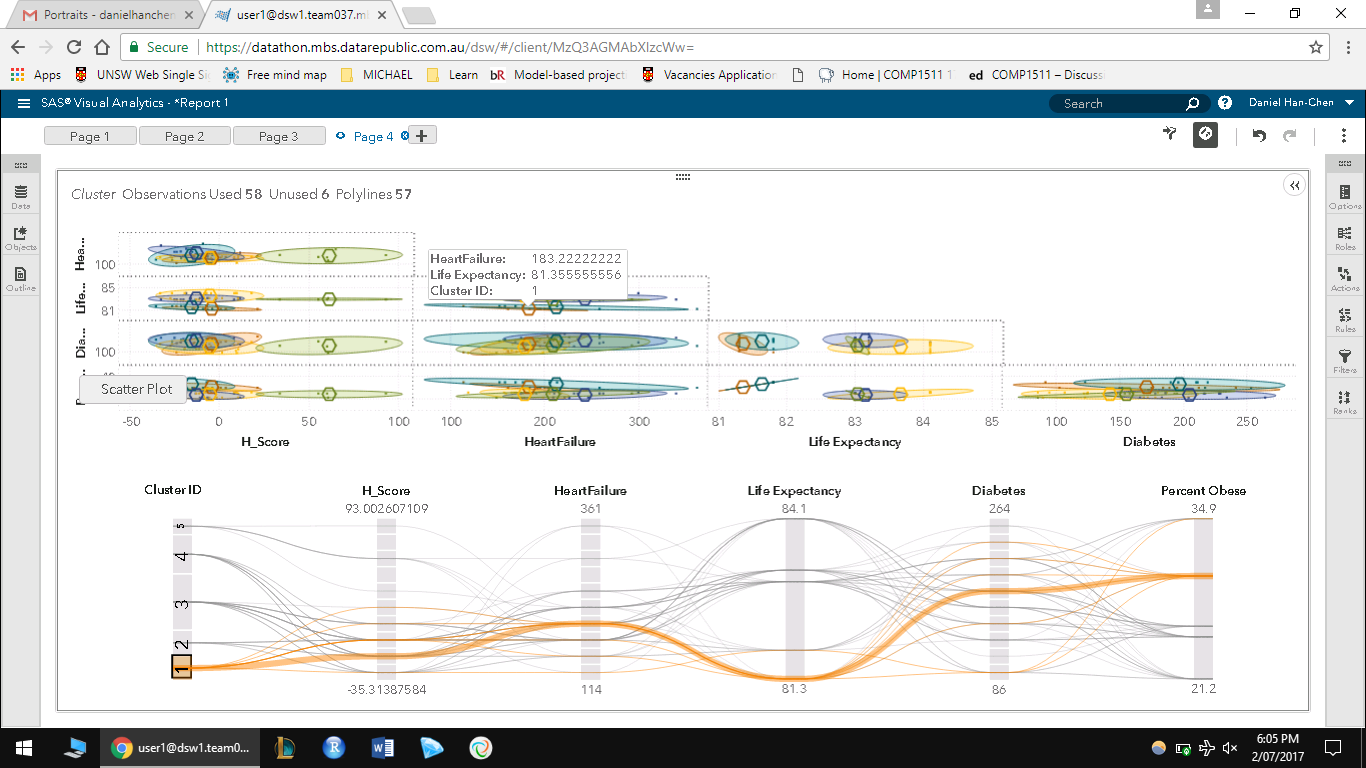 Portraits - danielhanchen
user1@dsw1.team037.m
Secure https://datathon.mbs.datarepublic.com.au/dsw/#/client/MzQ3AGMAbXIzcWw=
Apps UNSW Web Single Si Free mind map MICHAEL Learn bR Model-based project Vacancies Application Home | COMP1511 1 ed COMP1511 – Discuss
SAS® Visual Analytics - *Report 1 Search Daniel Han-Chen
Page 1 Page 2 Page 3 Page 4
Cluster Observations Used 58 Unused 6 Polylines 57
Data
Objects
Outline
Options
Roles
Actions
Rules
Filters
Ranks
Hea...
100
HeartFailure: 183.22222222
Life Expectancy: 81.355555556
Cluster ID: 1
Life...
85
81
Dia...
100
Scatter Plot
-50 0 50 100 100 200 300 81 82 83 84 85 100 150 200 250
H_Score HeartFailure Life Expectancy Diabetes
Cluster ID H_Score HeartFailure Life Expectancy Diabetes Percent Obese
93.002607109 361 84.1 264 34.9
5
4
3
2
1
-35.31387584 114 81.3 86 21.2
user1@dsw1.team0...
R
W
6:05 PM
2/07/2017